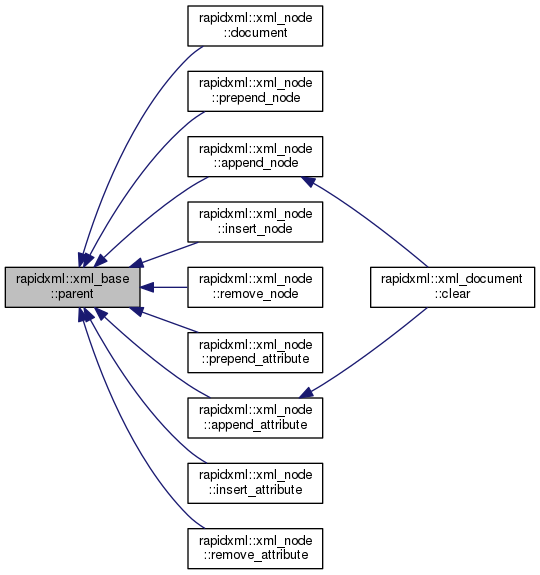 rapidxml::xml_node
::document
rapidxml::xml_node
::prepend_node
rapidxml::xml_node
::append_node
rapidxml::xml_node
::insert_node
rapidxml::xml_base
::parent
rapidxml::xml_node
::remove_node
rapidxml::xml_document
::clear
rapidxml::xml_node
::prepend_attribute
rapidxml::xml_node
::append_attribute
rapidxml::xml_node
::insert_attribute
rapidxml::xml_node
::remove_attribute